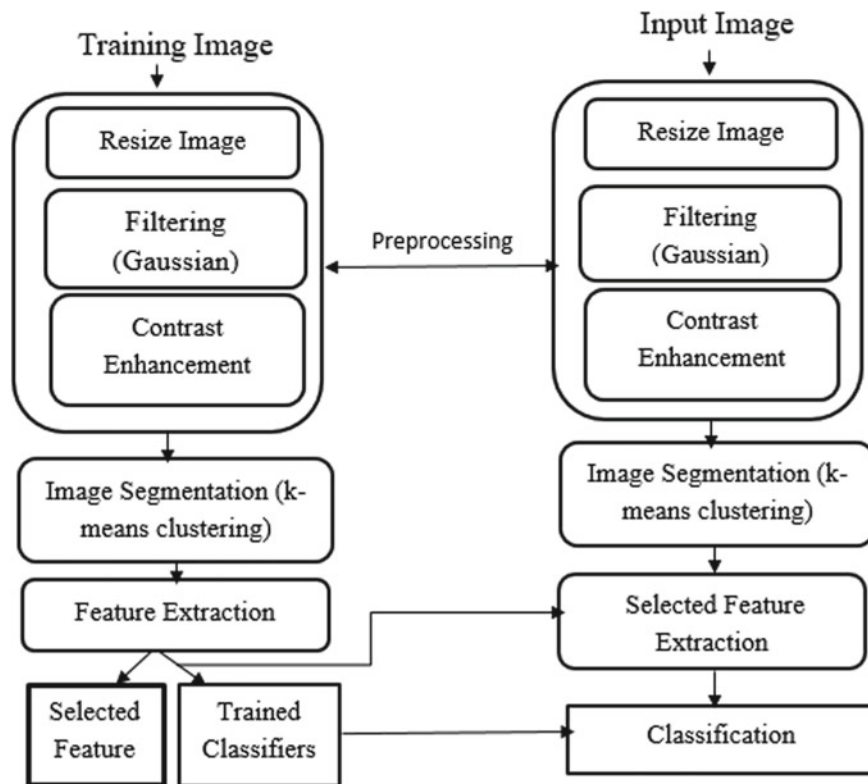 Training Image
Resize Image
Filtering
(Gaussian)
Contrast
Enhancement
Image Segmentation (k-
means clustering)
Feature Extraction
Selected
Feature
Trained
Classifiers
Preprocessing
Input Image
Resize Image
Filtering
(Gaussian)
Contrast
Enhancement
Image Segmentation (k-
means clustering)
Selected Feature
Extraction
Classification